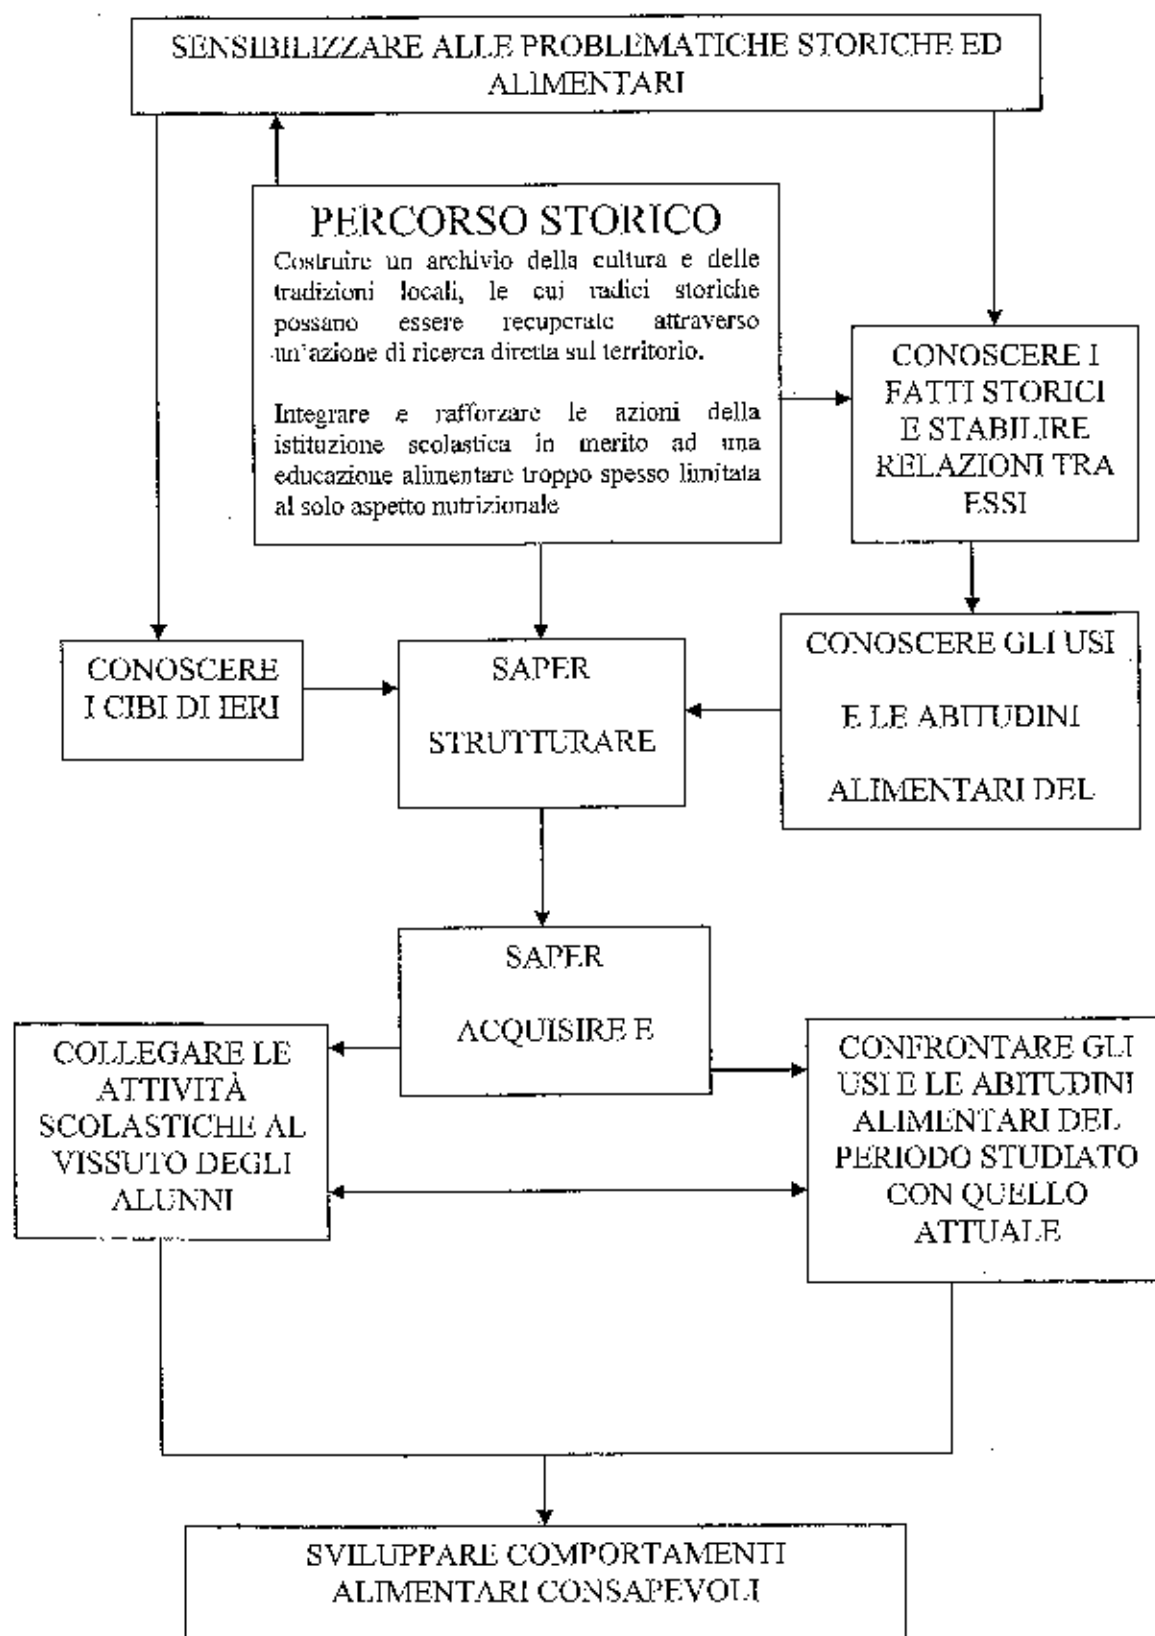 SENSIBILIZZARE ALLE PROBLEMATICHE STORICHE ED
ALIMENTARI
PERCORSO STORICO
Costruire un archivio della cultura e delle
tradizioni locali, le cui radici storiche
possano essere recuperate attraverso
un'azione di ricerca diretta sul territorio.
Integrare e rafforzare le azioni della
istituzione scolastica in merito ad una
educazione alimentare troppo spesso limitata
al solo aspetto nutrizionale
CONOSCERE I
FATTI STORICI
E STABILIRE
RELAZIONI TRA
ESSI
CONOSCERE
I CIBI DI IERI
SAPER
STRUTTURARE
CONOSCERE GLI USI
E LE ABITUDINI
ALIMENTARI DEL
SAPER
ACQUISIRE E
COLLEGARE LE
ATTIVITÀ
SCOLASTICHE AL
VISSUTO DEGLI
ALUNNI
CONFRONTARE GLI
USI E LE ABITUDINI
ALIMENTARI DEL
PERIODO STUDIATO
CON QUELLO
ATTUALE
SVILUPPARE COMPORTAMENTI
ALIMENTARI CONSAPEVOLI